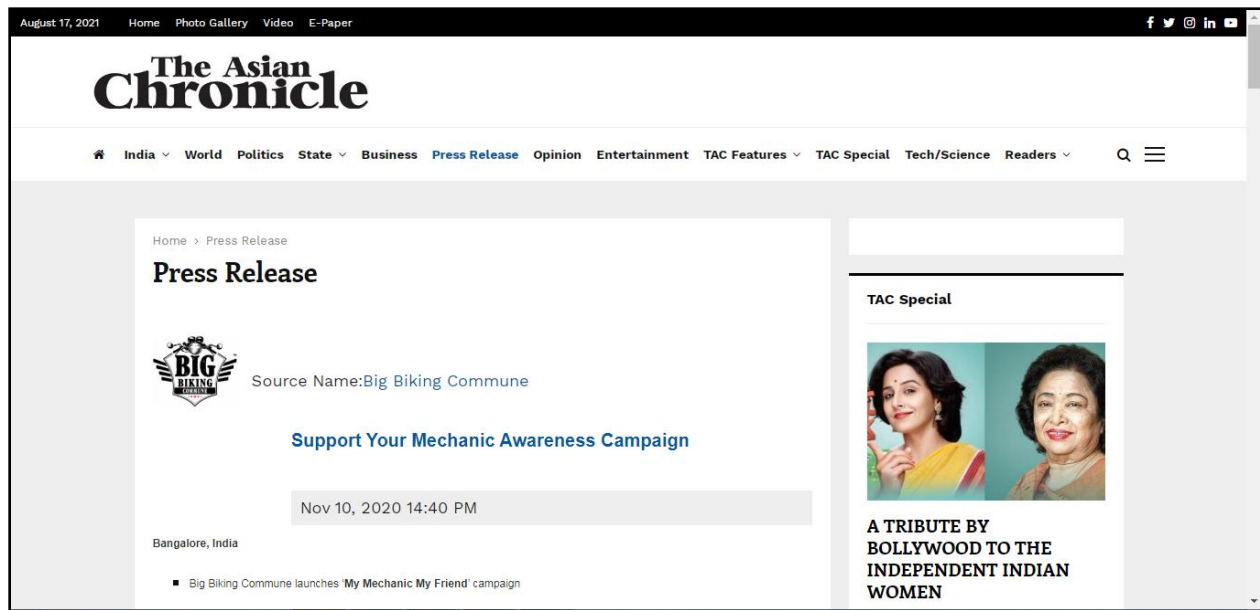 August 17, 2021 Home Photo Gallery Video E-Paper
The Asian
Chronicle
India World Politics State Business Press Release Opinion Entertainment TAC Features TAC Special Tech/Science Readers
Home › Press Release
Press Release
BIG
BIKING
COMMUNE
Source Name:Big Biking Commune
Support Your Mechanic Awareness Campaign
Nov 10, 2020 14:40 PM
Bangalore, India
Big Biking Commune launches 'My Mechanic My Friend' campaign
TAC Special
A TRIBUTE BY
BOLLYWOOD TO THE
INDEPENDENT INDIAN
WOMEN